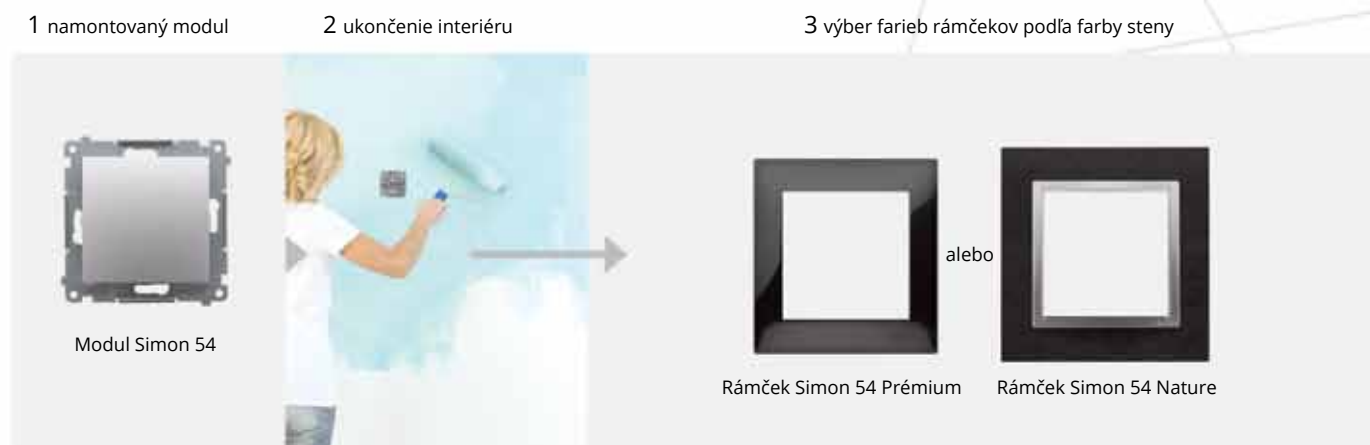 1 namontovaný modul
2 ukončenie interiéru
3 výber farieb rámčekov podľa farby steny
Modul Simon 54
alebo
Rámček Simon 54 Prémium
Rámček Simon 54 Nature